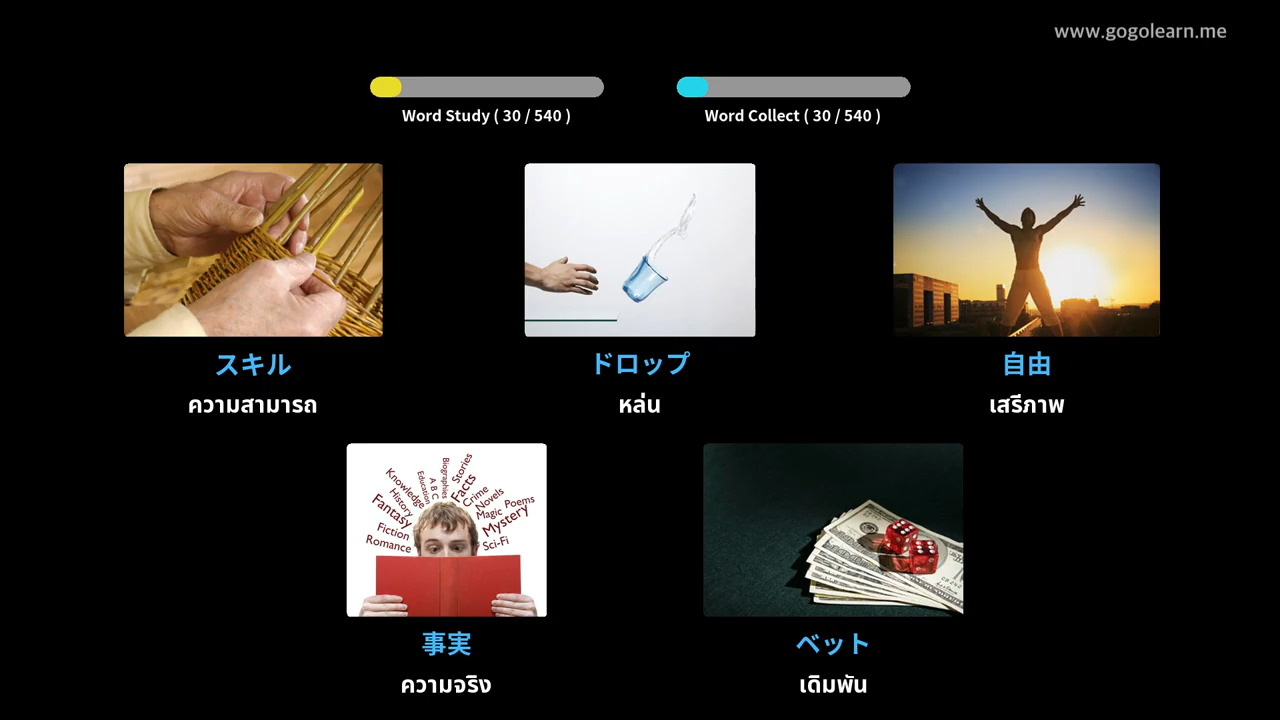 www.gogolearn.me
Word Study ( 30 / 540 )
Word Collect ( 30 / 540 )
スキル
ความสามารถ
ドロップ
หล่น
自由
เสรีภาพ
Biographies
Stories
Education
A B C
Facts
Knowledge
Crime
History
Novels
Fantasy
Magic
Poems
Fiction
Mystery
Romance
Sci-Fi
事実
ความจริง
ベット
เดิมพัน